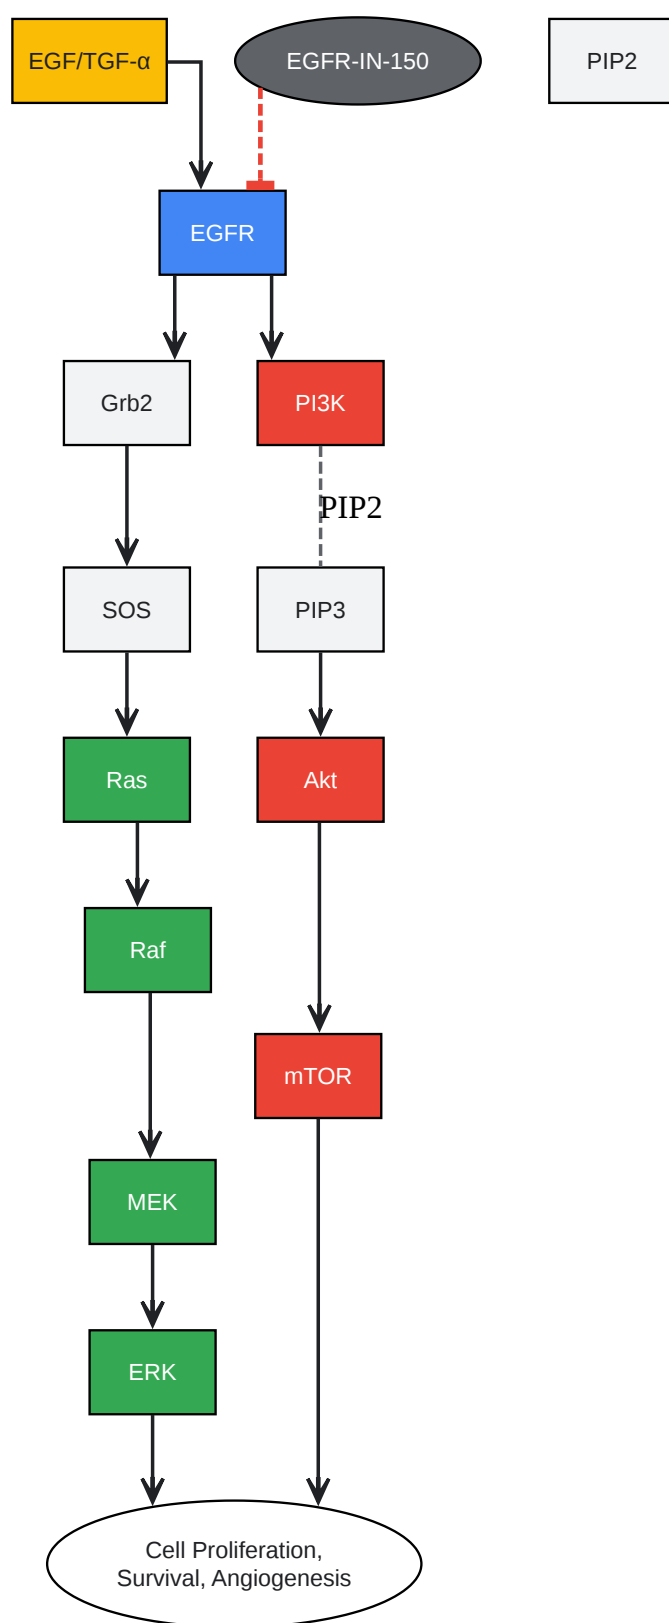 EGF/TGF-α
EGFR-IN-150
PIP2
EGFR
Grb2
PI3K
PIP2
SOS
PIP3
Ras
Akt
Raf
mTOR
MEK
ERK
Cell Proliferation,
Survival, Angiogenesis